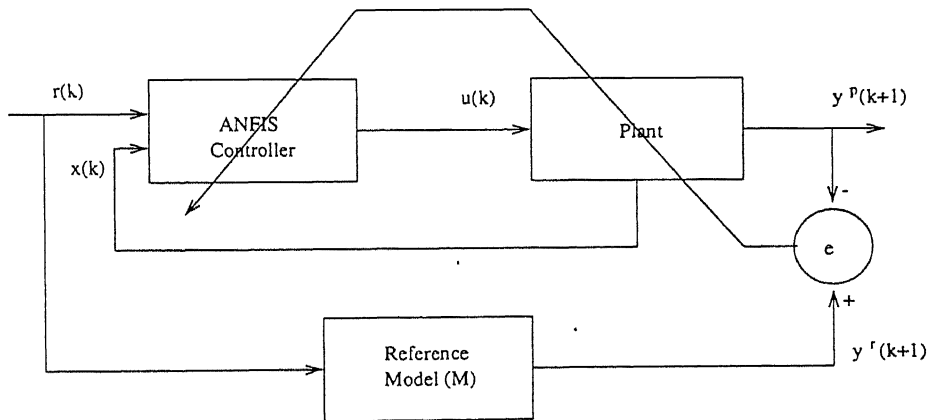 r(k)
ANFIS
Controller
x(k)
u(k)
Plant
y p(k+1)
-
e
+
Reference
Model (M)
y r(k+1)